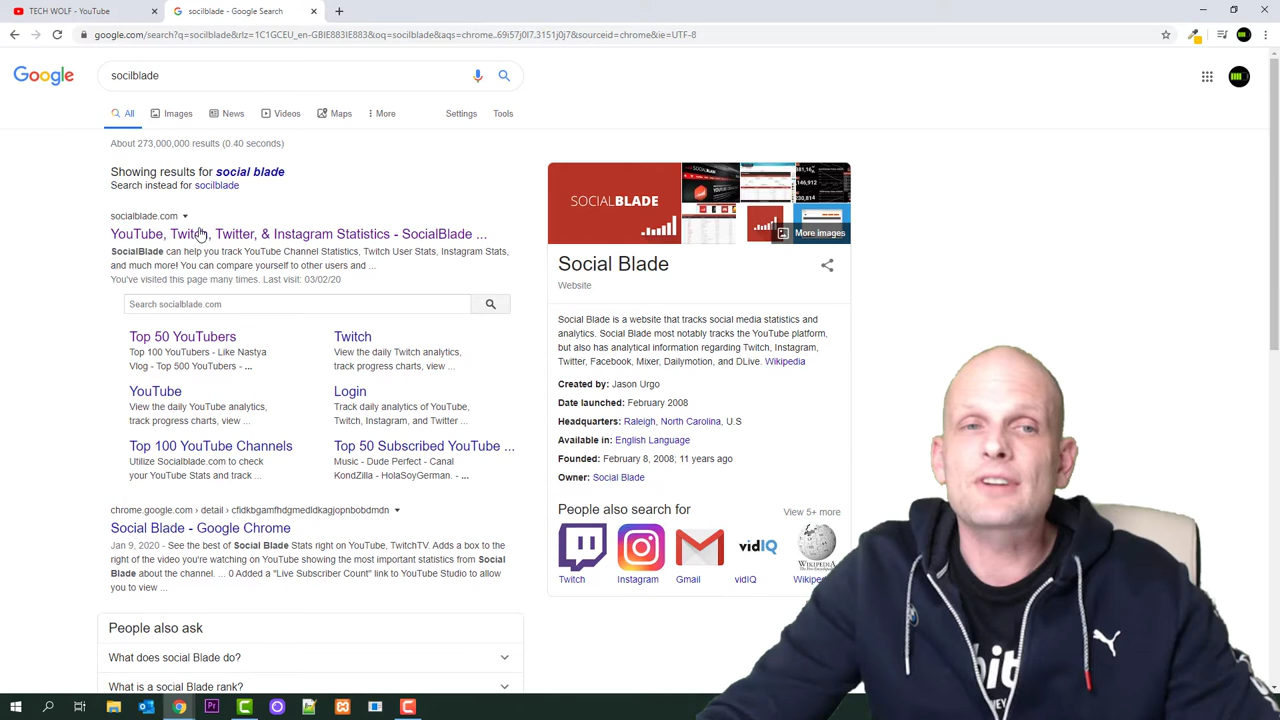 TECH WOLF - YouTube
socilblade - Google Search
google.com/search?q=socilblade&rlz=1C1GCEU_en-GBIE883IE883&oq=socilblade&aqs=chrome..69i57j0l7.3151j0j7&sourceid=chrome&ie=UTF-8
Google
socilblade
All
Images
News
Videos
Maps
More
Settings
Tools
About 273,000,000 results (0.40 seconds)
Showing results for social blade
Search instead for socilblade
socialblade.com
YouTube, Twitch, Twitter, & Instagram Statistics - SocialBlade ...
SocialBlade can help you track YouTube Channel Statistics, Twitch User Stats, Instagram Stats,
and much more! You can compare yourself to other users and ...
You've visited this page many times. Last visit: 03/02/20
Search socialblade.com
Top 50 YouTubers
Top 100 YouTubers - Like Nastya
Vlog - Top 500 YouTubers - ...
Twitch
View the daily Twitch analytics,
track progress charts, view ...
YouTube
View the daily YouTube analytics,
track progress charts, view ...
Login
Track daily analytics of YouTube,
Twitch, Instagram, and Twitter ...
Top 100 YouTube Channels
Utilize Socialblade.com to check
your YouTube Stats and track ...
Top 50 Subscribed YouTube ...
Music - Dude Perfect - Canal
KondZilla - HolaSoyGerman. - ...
chrome.google.com › detail › cfidkbgamfhdgmedldkagjopnbobdmdn
Social Blade - Google Chrome
Jan 9, 2020 - See the best of Social Blade Stats right on YouTube, TwitchTV. Adds a box to the
right of the video you're watching on YouTube showing the most important statistics from Social
Blade about the channel. ... 0 Added a "Live Subscriber Count" link to YouTube Studio to allow
you to view ...
People also ask
What does social Blade do?
What is a social Blade rank?
SOCIALBLADE
More images
Social Blade
Website
Social Blade is a website that tracks social media statistics and
analytics. Social Blade most notably tracks the YouTube platform,
but also has analytical information regarding Twitch, Instagram,
Twitter, Facebook, Mixer, Dailymotion, and DLive. Wikipedia
Created by: Jason Urgo
Date launched: February 2008
Headquarters: Raleigh, North Carolina, U.S
Available in: English Language
Founded: February 8, 2008; 11 years ago
Owner: Social Blade
People also search for
View 5+ more
vidIQ
WIKIPEDIA
Twitch
Instagram
Gmail
vidIQ
Pr